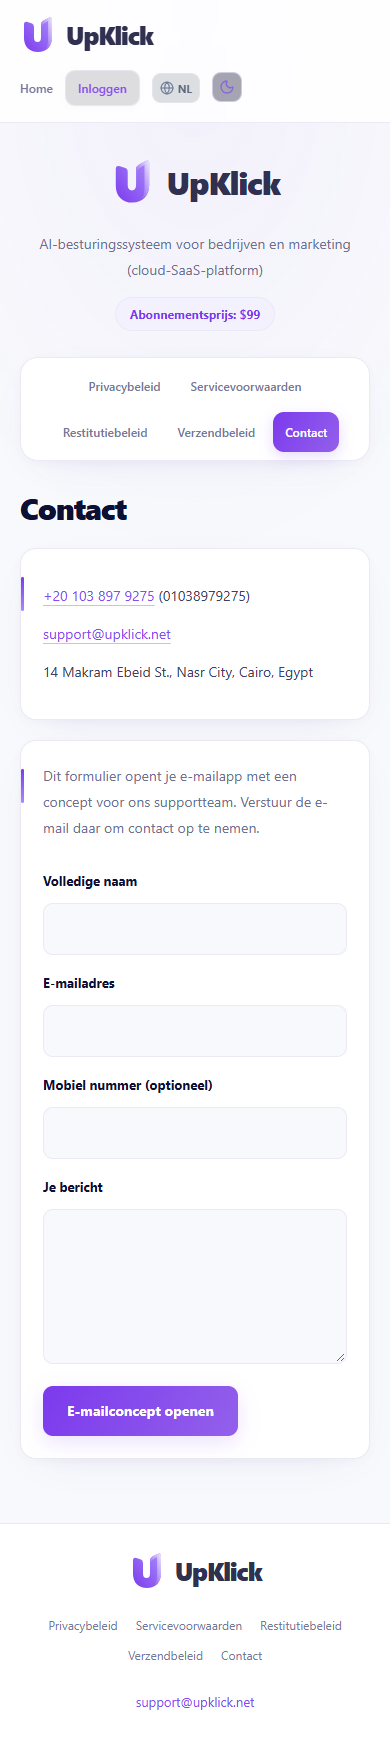 UpKlick
Home
Inloggen
NL
UpKlick
AI-besturingssysteem voor bedrijven en marketing
(cloud-SaaS-platform)
Abonnementsprijs: $99
Privacybeleid
Servicevoorwaarden
Restitutiebeleid
Verzendbeleid
Contact
Contact
+20 103 897 9275 (01038979275)
support@upklick.net
14 Makram Ebeid St., Nasr City, Cairo, Egypt
Dit formulier opent je e-mailapp met een
concept voor ons supportteam. Verstuur de e-
mail daar om contact op te nemen.
Volledige naam
E-mailadres
Mobiel nummer (optioneel)
Je bericht
E-mailconcept openen
UpKlick
Privacybeleid
Servicevoorwaarden
Restitutiebeleid
Verzendbeleid
Contact
support@upklick.net